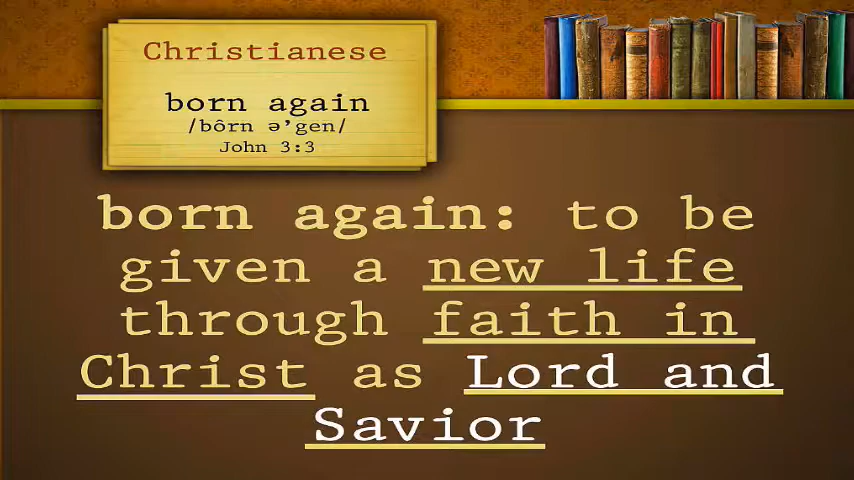 Christianese
born again
/bôrn ə'gen/
John 3:3
born again: to be
given a new life
through faith in
Christ as Lord and
Savior